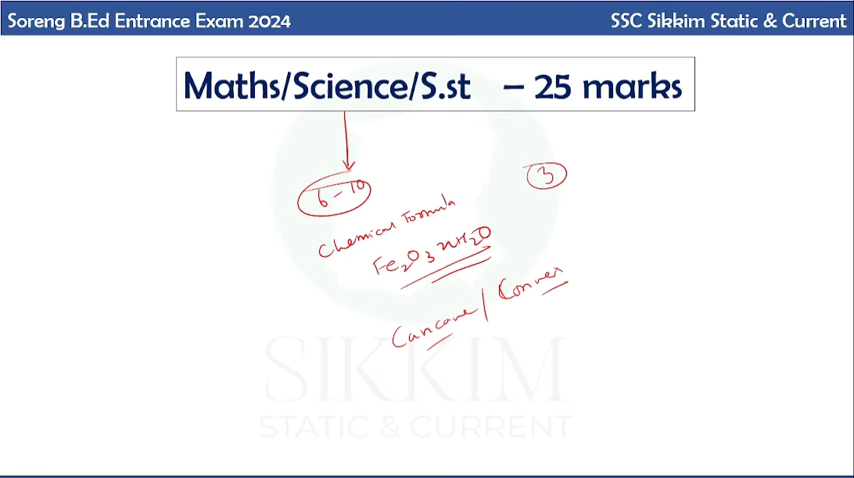 Soreng B.Ed Entrance Exam 2024
SSC Sikkim Static & Current
Maths/Science/S.st – 25 marks
6-10
3
Chemical Formula
Fe₂O₃ nH₂O
Cancave/Convex
SIKKIM
STATIC & CURRENT